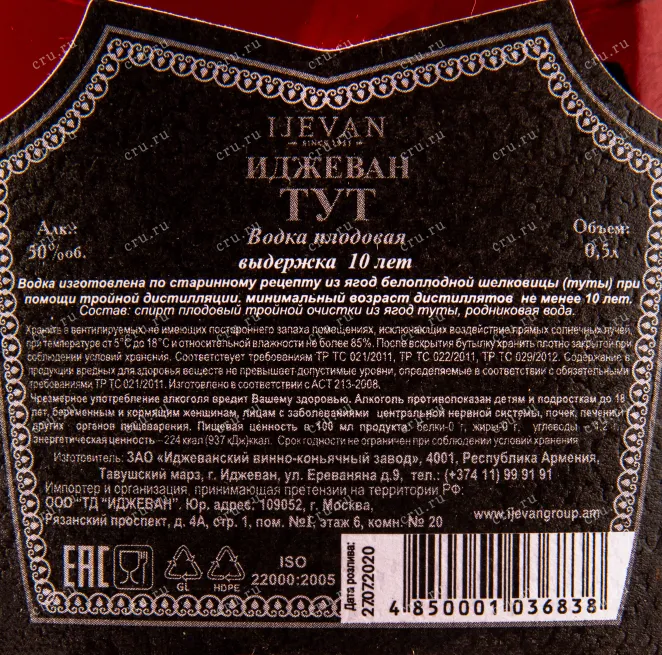 IJEVAN
SINCE 1951
ИДЖЕВАН
ТУТ
Водка плодовая
выдержка 10 лет
Алк.:
50%об.
Объем:
0,5л
Водка изготовлена по старинному рецепту из ягод белоплодной шелковицы (туты) при
помощи тройной дистилляции, минимальный возраст дистиллятов не менее 10 лет.
Состав: спирт плодовый тройной очистки из ягод туты, родниковая вода.
Хранить в вентилируемых, не имеющих постороннего запаха помещениях, исключающих воздействие прямых солнечных лучей,
при температуре от 5°С до 18°С и относительной влажности не более 85%. После вскрытия бутылку хранить плотно закрытой при
соблюдении условий хранения. Соответствует требованиям ТР ТС 021/2011, ТР ТС 022/2011, ТР ТС 029/2012. Содержание в
продукции вредных для здоровья веществ не превышает допустимые уровни, определяемые в соответствии с обязательными
требованиями ТР ТС 021/2011. Изготовлено в соответствии с АСТ 213-2008.
Чрезмерное употребление алкоголя вредит Вашему здоровью. Алкоголь противопоказан детям и подросткам до 18
лет, беременным и кормящим женщинам, лицам с заболеваниями центральной нервной системы, почек, печени и
других органов пищеварения. Пищевая ценность в 100 мл продукта: белки-0 г, жиры-0 г, углеводы
энергетическая ценность – 224 ккал (937 кДж)ккал. Срок годности не ограничен при соблюдении условий хранения
Изготовитель: ЗАО «Иджеванский винно-коньячный завод», 4001, Республика Армения,
Тавушский марз, г. Иджеван, ул. Ереваняна д.9, тел.: (+374 11) 99 91 91
Импортер и организация, принимающая претензии на территории РФ:
ООО "ТД "ИДЖЕВАН". Юр. адрес: 109052, г. Москва,
Рязанский проспект, д. 4А, стр. 1, пом. №I, этаж 6, комн. № 20
www.ijevangroup.am
EAC
GL
HDPE
ISO
22000:2005
Дата розлива:
22/07/2020
4 850001 036838